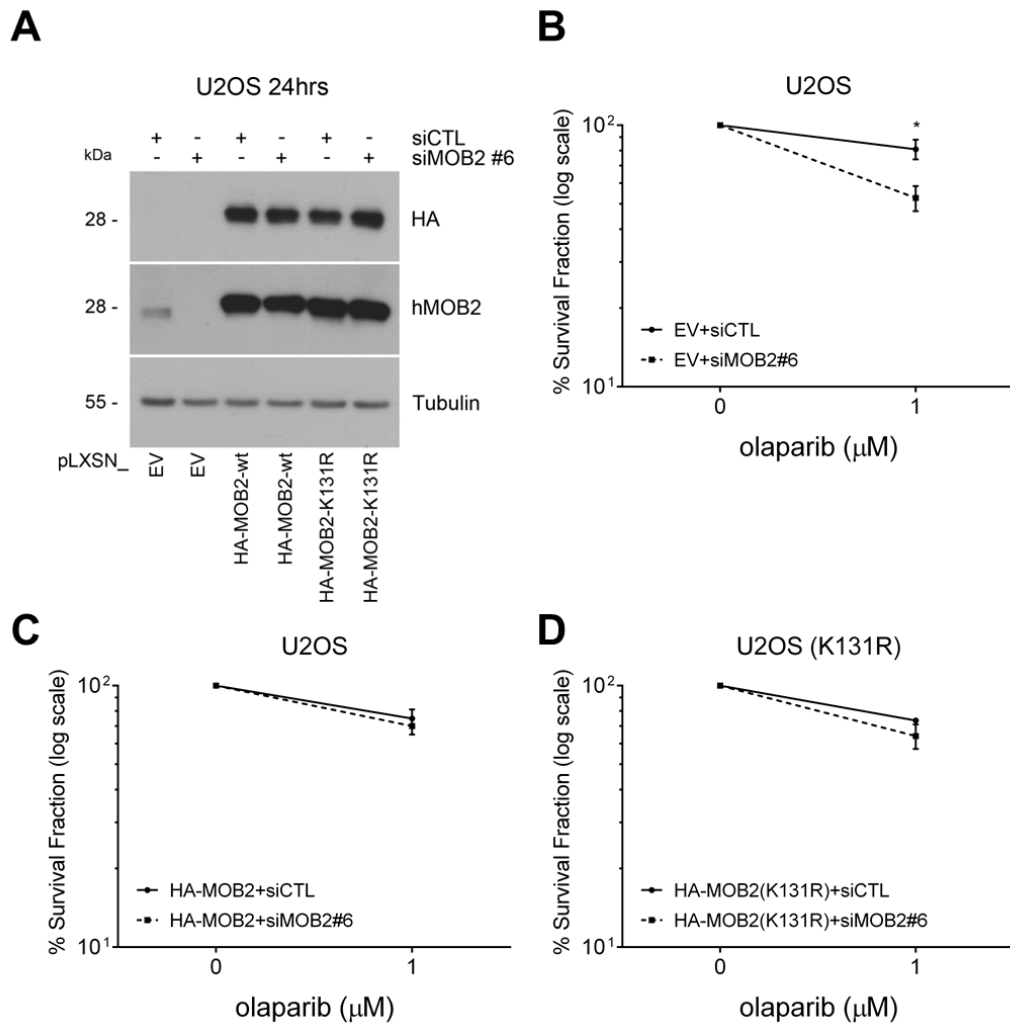 A
U2OS 24hrs
+ - + - + - siCTL
kDa - + - + - + siMOB2 #6
28 - HA
28 - hMOB2
55 - Tubulin
pLXSN_ EV EV HA-MOB2-wt HA-MOB2-wt HA-MOB2-K131R HA-MOB2-K131R
B
U2OS
% Survival Fraction (log scale)
10²
*
EV+siCTL
EV+siMOB2#6
10¹
0 1
olaparib (μM)
C
U2OS
% Survival Fraction (log scale)
10²
HA-MOB2+siCTL
HA-MOB2+siMOB2#6
10¹
0 1
olaparib (μM)
D
U2OS (K131R)
% Survival Fraction (log scale)
10²
HA-MOB2(K131R)+siCTL
HA-MOB2(K131R)+siMOB2#6
10¹
0 1
olaparib (μM)